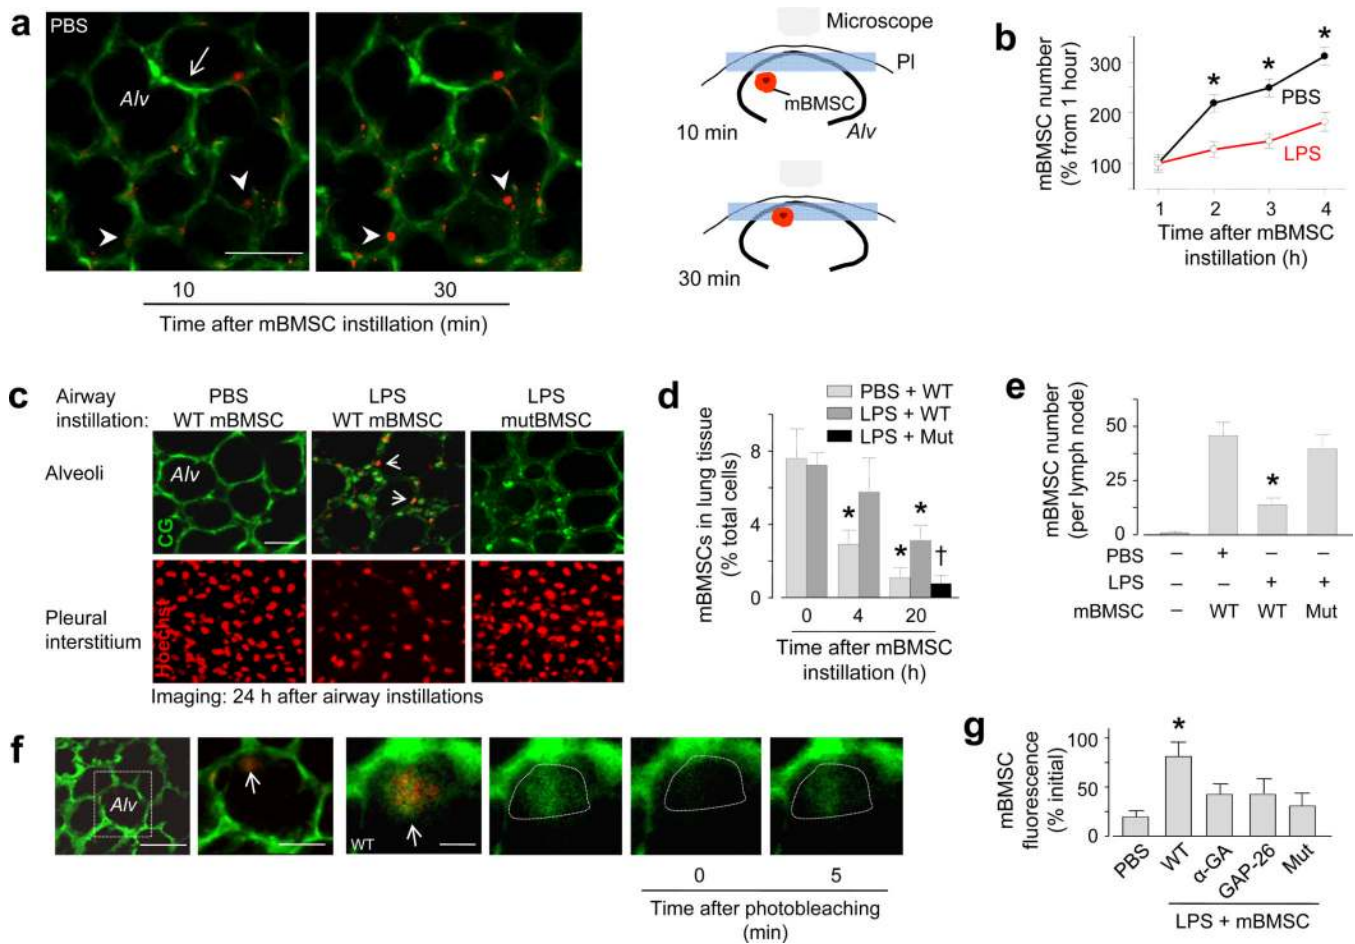 a
PBS
Alv
10
30
Time after mBMSC instillation (min)
Microscope
Pl
mBMSC
10 min
Alv
30 min
b
mBMSC number
(% from 1 hour)
300
200
100
*
*
*
PBS
LPS
1
2
3
4
Time after mBMSC
instillation (h)
c
Airway
instillation:
PBS
WT mBMSC
LPS
WT mBMSC
LPS
mutBMSC
Alveoli
Alv
CG
Pleural
interstitium
Hoechst
Imaging: 24 h after airway instillations
d
PBS + WT
LPS + WT
LPS + Mut
mBMSCs in lung tissue
(% total cells)
8
4
0
*
*
*
†
0
4
20
Time after mBMSC
instillation (h)
e
mBMSC number
(per lymph node)
50
25
0
*
PBS
–
+
–
–
LPS
–
–
+
+
mBMSC
–
WT
WT
Mut
f
Alv
WT
0
5
Time after photobleaching
(min)
g
mBMSC
fluorescence
(% initial)
100
50
0
*
PBS
WT
α-GA
GAP-26
Mut
LPS + mBMSC